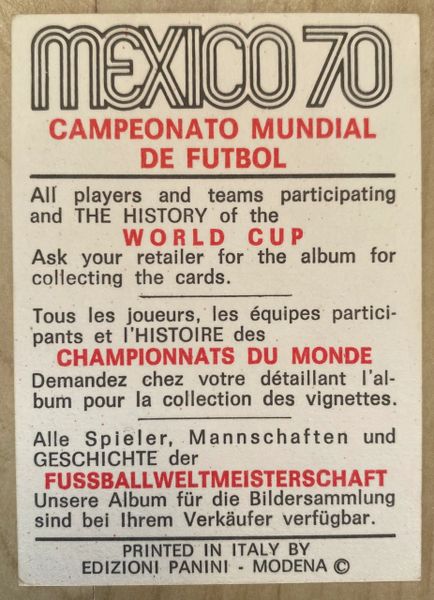 MEXICO 70
CAMPEONATO MUNDIAL
DE FUTBOL
All players and teams participating
and THE HISTORY of the
WORLD CUP
Ask your retailer for the album for
collecting the cards.
Tous les joueurs, les équipes partici-
pants et l'HISTOIRE des
CHAMPIONNATS DU MONDE
Demandez chez votre détaillant l'al-
bum pour la collection des vignettes.
Alle Spieler, Mannschaften und
GESCHICHTE der
FUSSBALLWELTMEISTERSCHAFT
Unsere Album für die Bildersammlung
sind bei Ihrem Verkäufer verfügbar.
PRINTED IN ITALY BY
EDIZIONI PANINI - MODENA ©